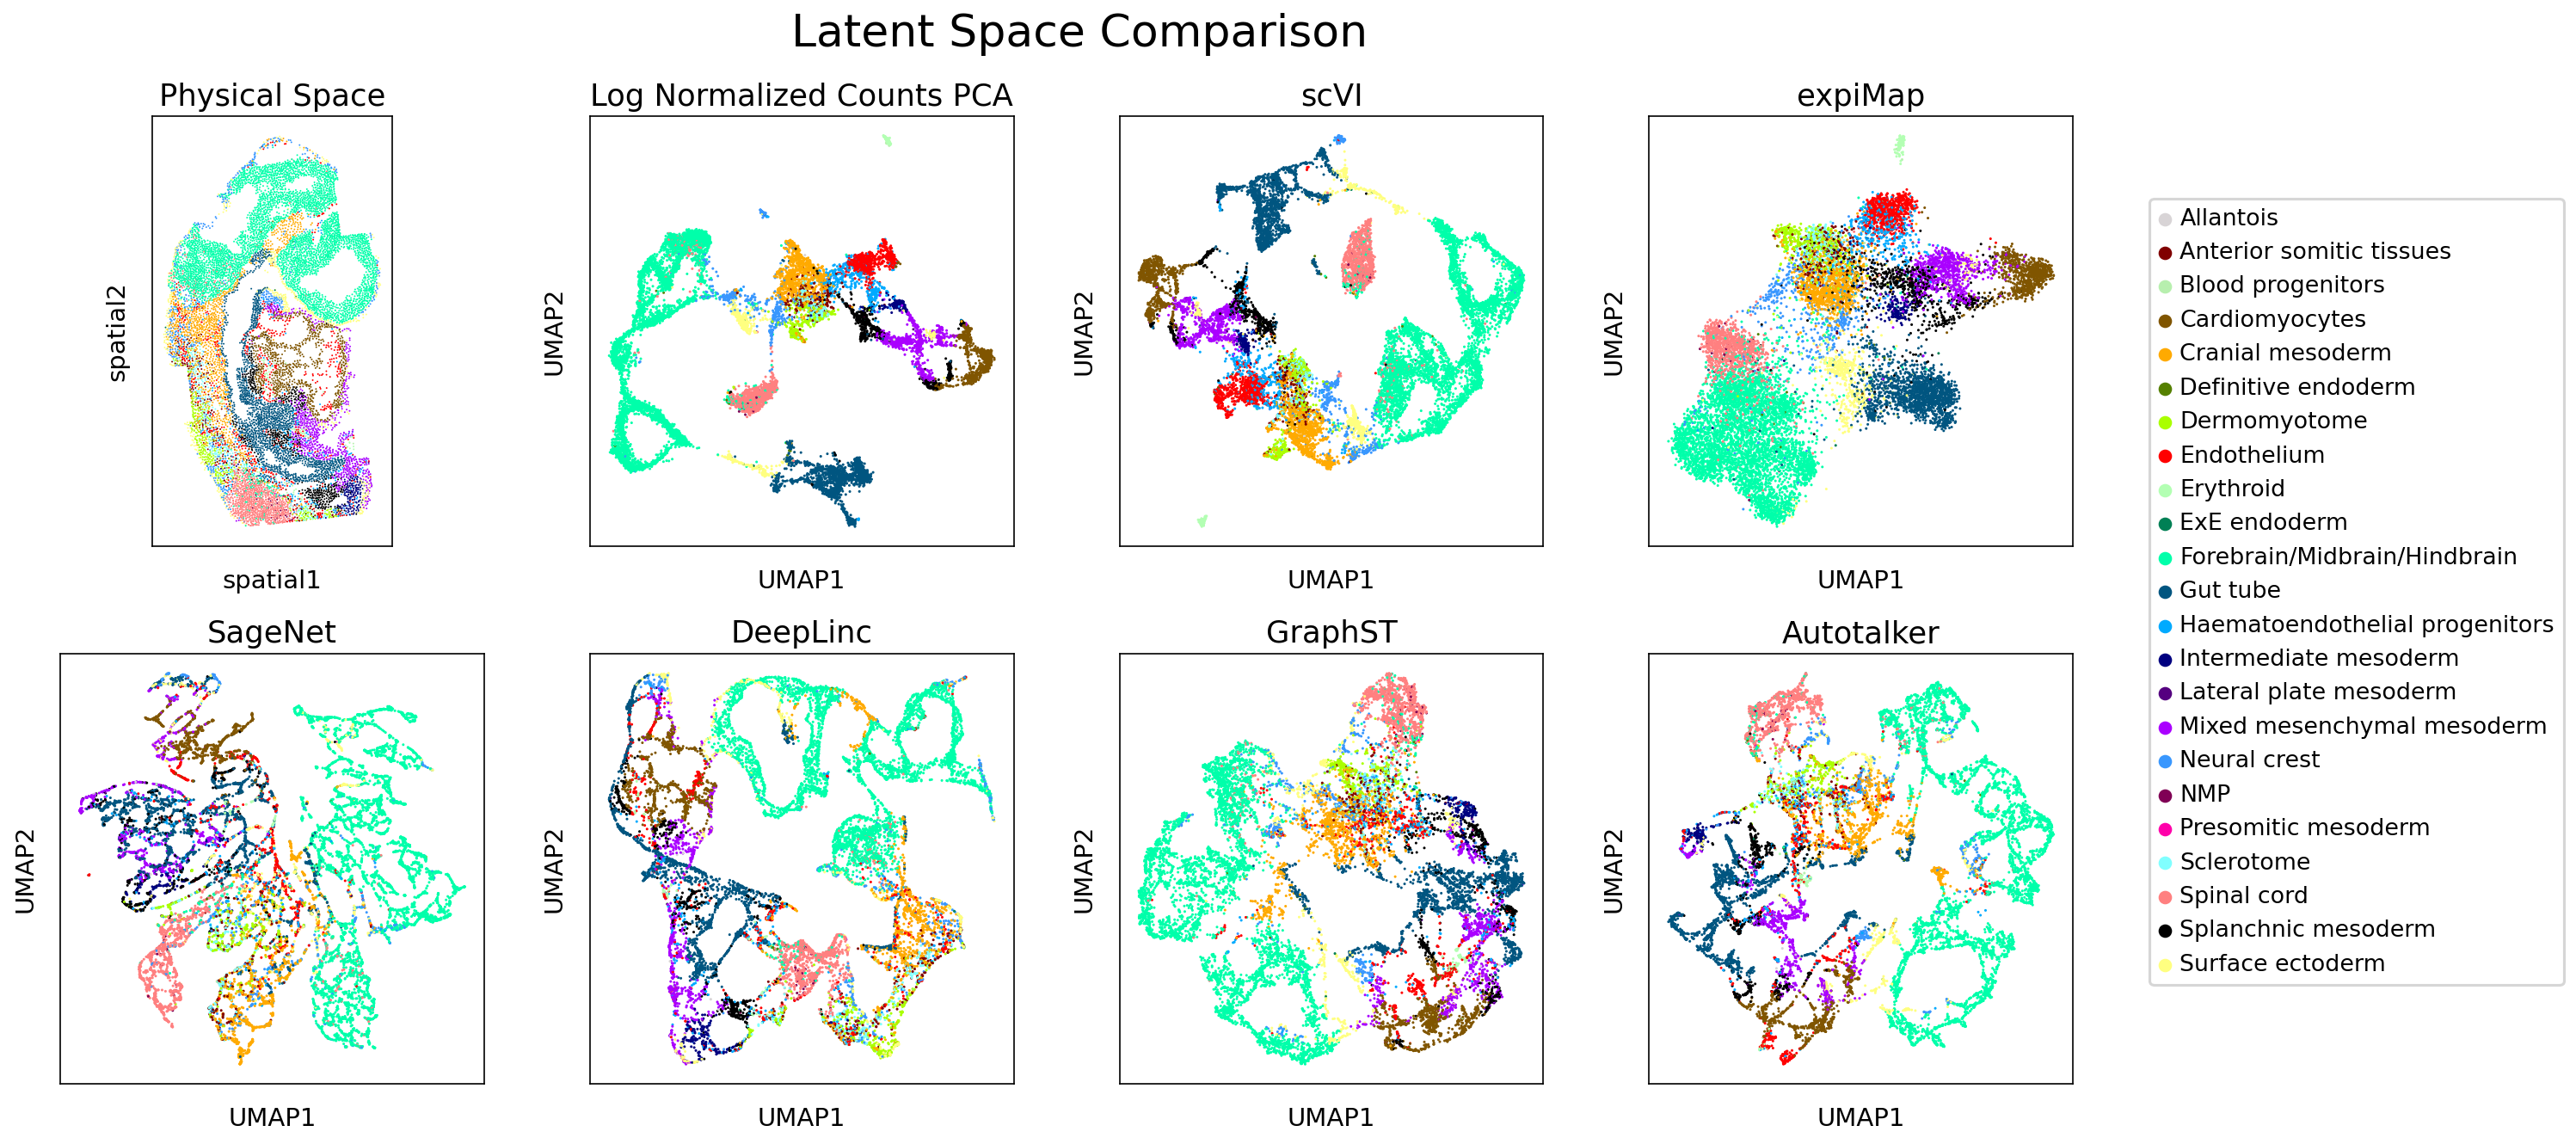 Latent Space Comparison
Physical Space
Log Normalized Counts PCA
scVI
expiMap
spatial2
UMAP2
UMAP2
UMAP2
spatial1
UMAP1
UMAP1
UMAP1
SageNet
DeepLinc
GraphST
Autotalker
UMAP2
UMAP2
UMAP2
UMAP2
UMAP1
UMAP1
UMAP1
UMAP1
Allantois
Anterior somitic tissues
Blood progenitors
Cardiomyocytes
Cranial mesoderm
Definitive endoderm
Dermomyotome
Endothelium
Erythroid
ExE endoderm
Forebrain/Midbrain/Hindbrain
Gut tube
Haematoendothelial progenitors
Intermediate mesoderm
Lateral plate mesoderm
Mixed mesenchymal mesoderm
Neural crest
NMP
Presomitic mesoderm
Sclerotome
Spinal cord
Splanchnic mesoderm
Surface ectoderm